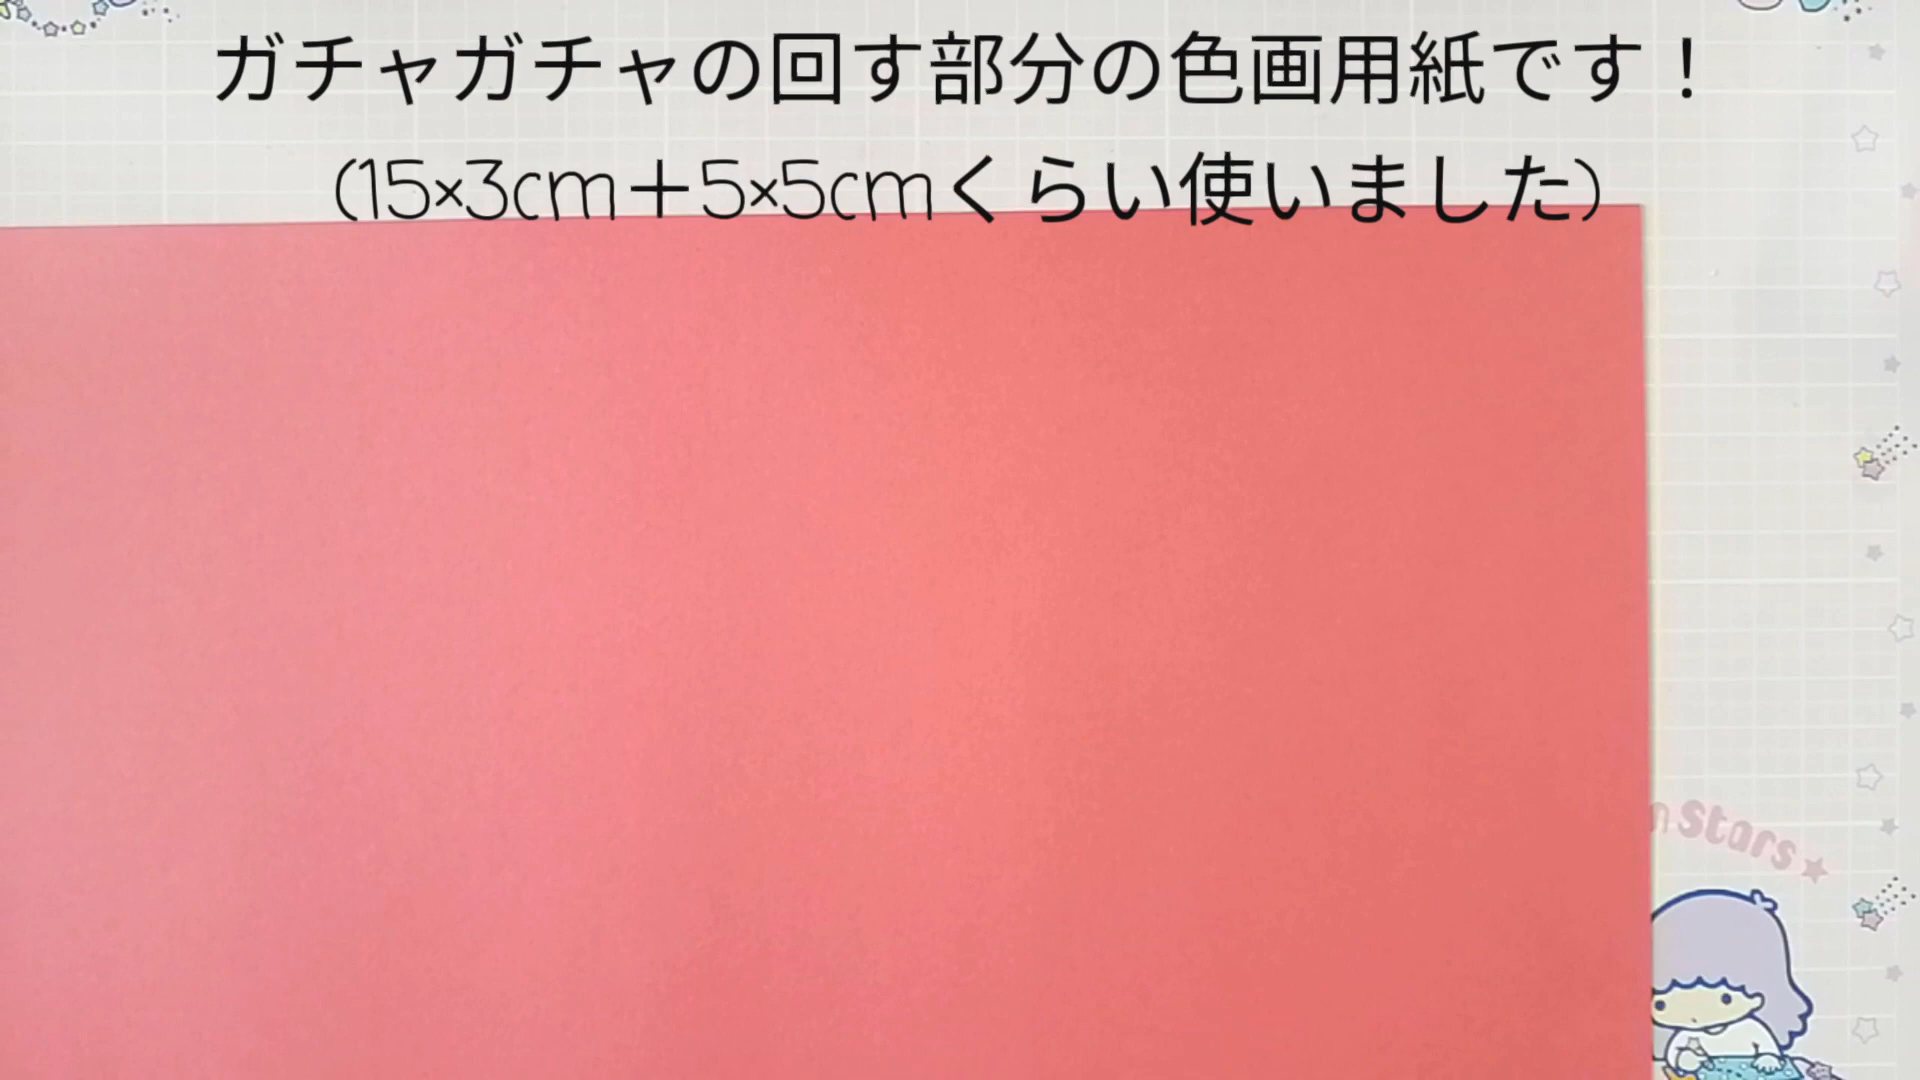 ガチャガチャの回す部分の色画用紙です！
（15×3cm＋5×5cmくらい使いました）
Stars